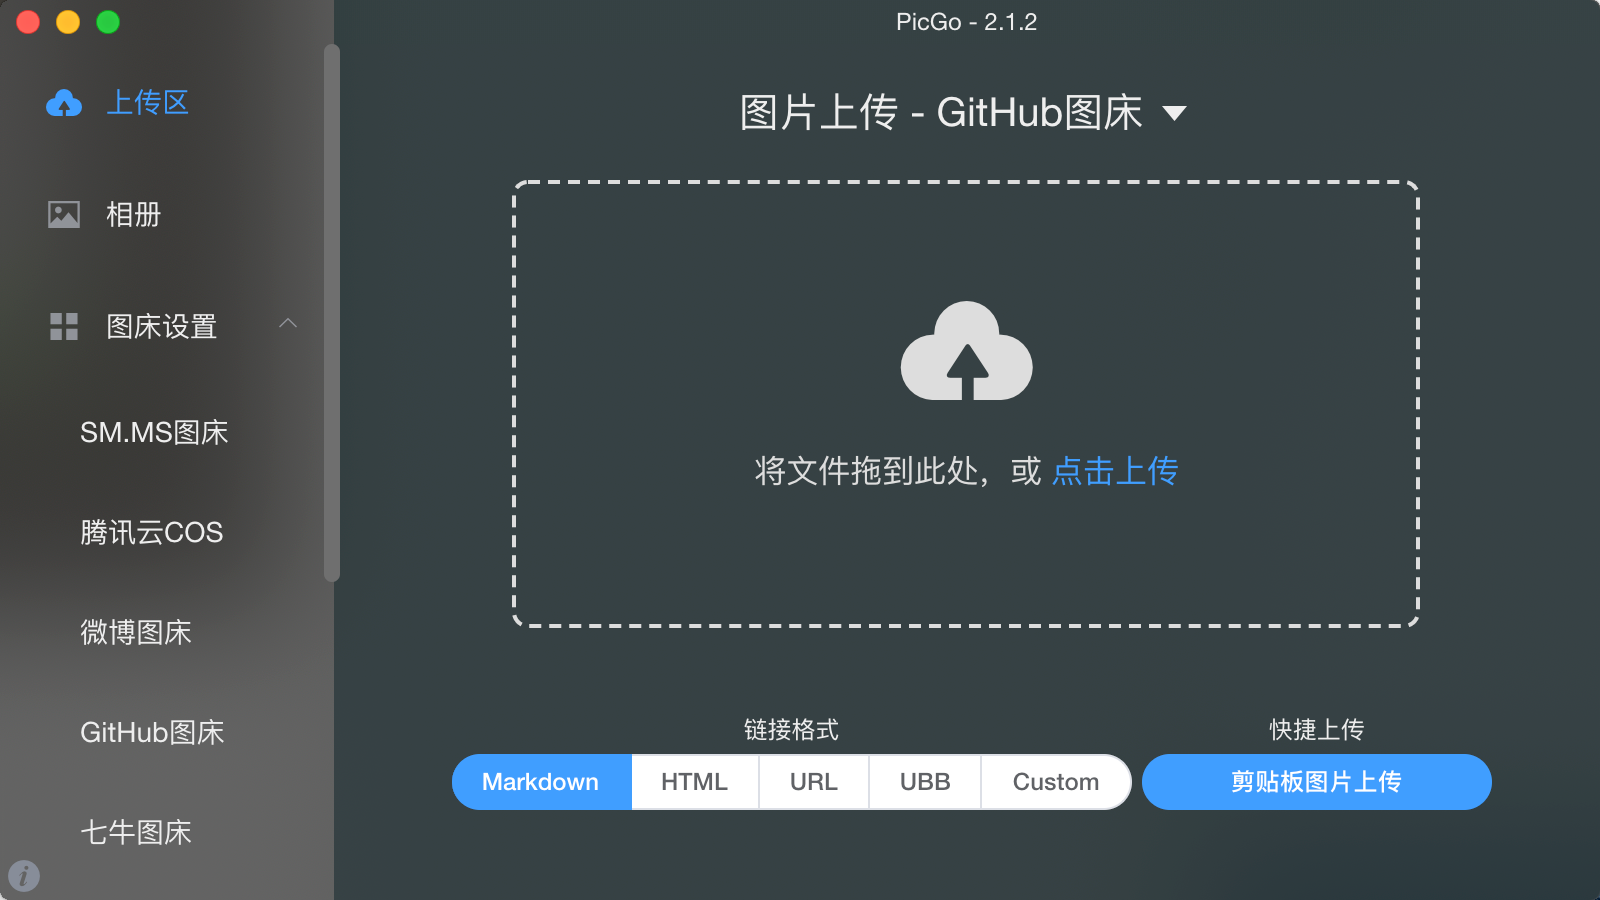 PicGo - 2.1.2
上传区
相册
图床设置
SM.MS图床
腾讯云COS
微博图床
GitHub图床
七牛图床
图片上传 - GitHub图床
将文件拖到此处，或 点击上传
链接格式
Markdown HTML URL UBB Custom
快捷上传
剪贴板图片上传